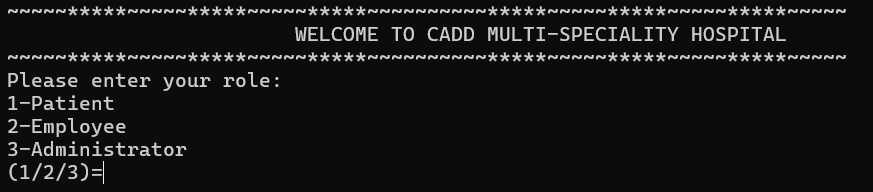 ~~~~~*****~~~~~*****~~~~~*****~~~~~~~~~~*****~~~~~*****~~~~~*****~~~~~
WELCOME TO CADD MULTI-SPECIALITY HOSPITAL
~~~~~*****~~~~~*****~~~~~*****~~~~~~~~~~*****~~~~~*****~~~~~*****~~~~~
Please enter your role:
1-Patient
2-Employee
3-Administrator
(1/2/3)=